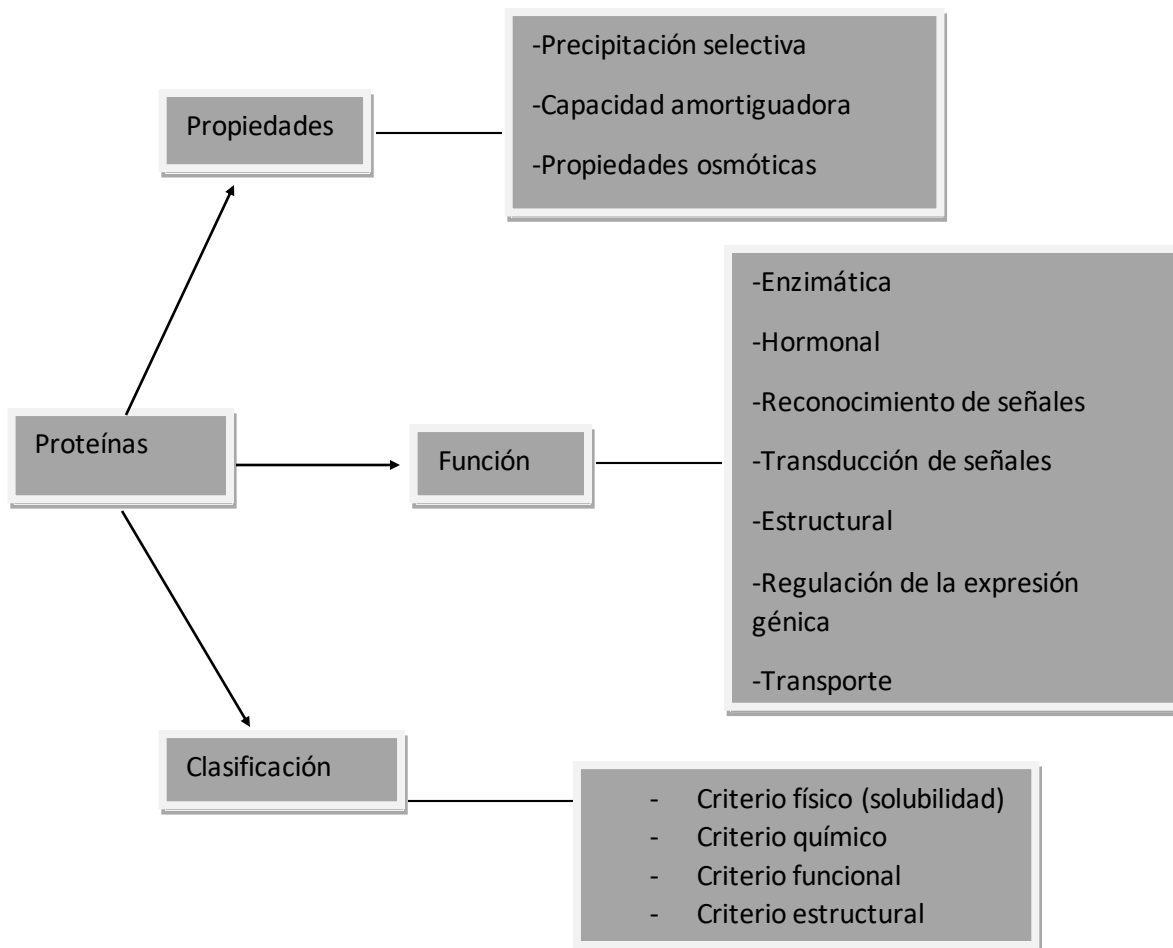 Propiedades
-Precipitación selectiva
-Capacidad amortiguadora
-Propiedades osmóticas
Proteínas
Función
-Enzimática
-Hormonal
-Reconocimiento de señales
-Transducción de señales
-Estructural
-Regulación de la expresión
génica
-Transporte
Clasificación
- Criterio físico (solubilidad)
- Criterio químico
- Criterio funcional
- Criterio estructural